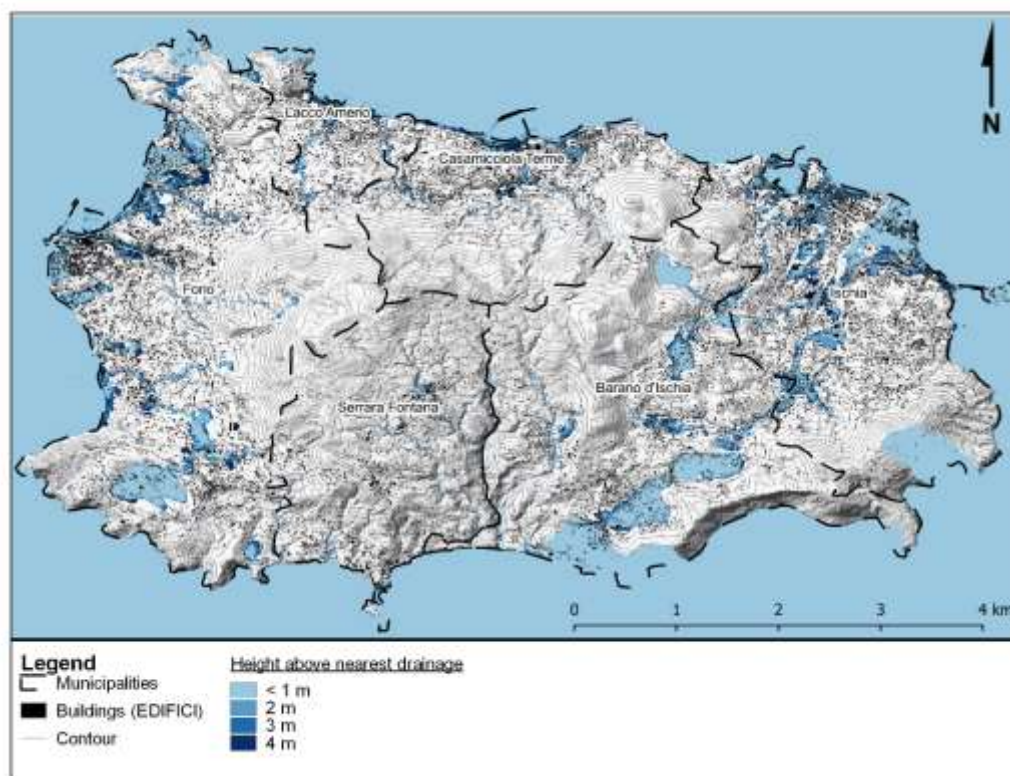 Lacco Ameno
Casamicciola Terme
N
Forio
Ischia
Barano d'Ischia
Serrara Fontana
0 1 2 3 4 km
Legend
Municipalities
Buildings (EDIFICI)
Contour
Height above nearest drainage
< 1 m
2 m
3 m
4 m